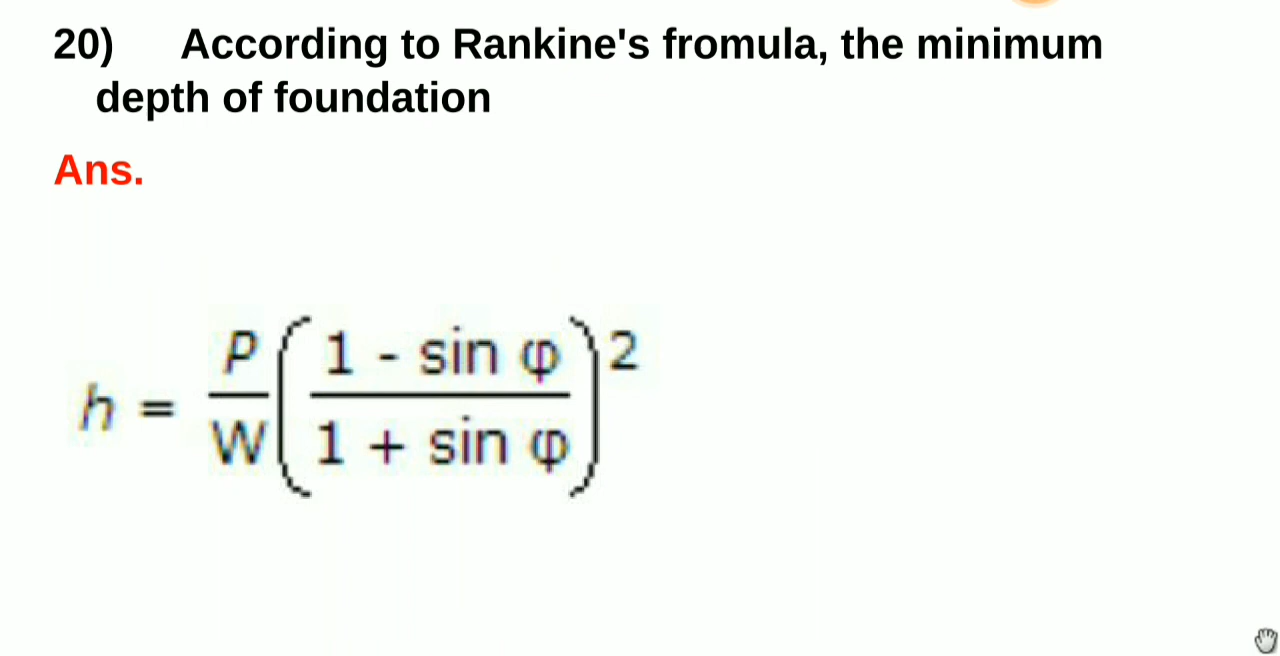 20) According to Rankine's fromula, the minimum
depth of foundation
Ans.
h = P/W ( 1 - sin φ / 1 + sin φ )2